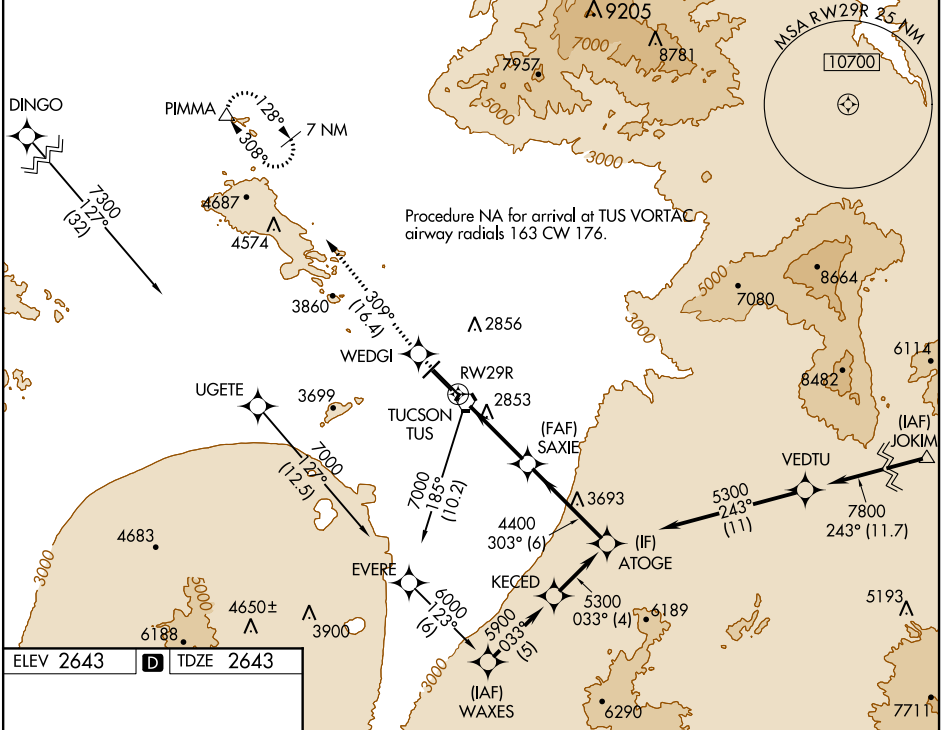 9205
8781
7000
7957
5000
3000
MSA RW29R 25 NM
10700
DINGO
PIMMA
128°
308°
7 NM
7300
127°
(32)
4687
4574
Procedure NA for arrival at TUS VORTAC
airway radials 163 CW 176.
3860
309°
(16.4)
2856
5000
7080
8664
3000
8482
6114
WEDGI
RW29R
UGETE
3699
TUCSON
TUS
2853
(FAF)
SAXIE
(IAF)
JOKIM
VEDTU
7000
127°
(12.5)
7000
185°
(10.2)
3693
5300
243°
(11)
7800
243° (11.7)
4400
303° (6)
(IF)
ATOGE
4683
3000
EVERE
KECED
6000
123°
(6)
5300
033° (4)
5900
033°
(5)
5000
4650±
3900
6188
6189
5193
ELEV 2643
D
TDZE 2643
3000
(IAF)
WAXES
6290
7711